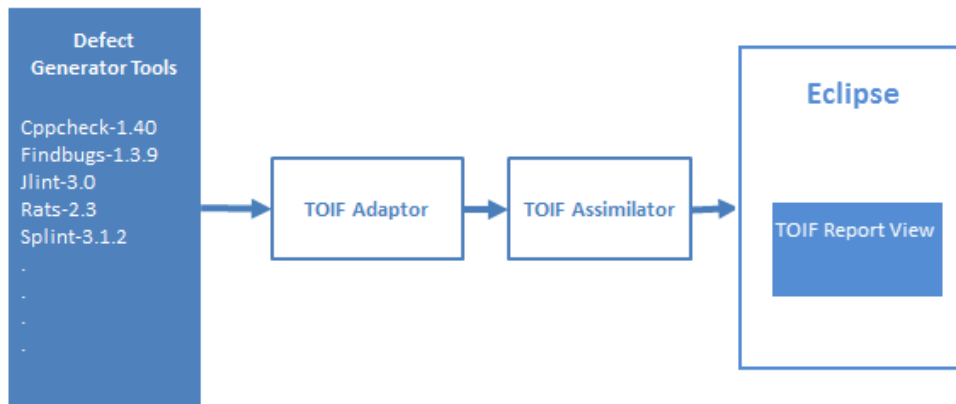 Defect
Generator Tools
Cppcheck-1.40
Findbugs-1.3.9
Jlint-3.0
Rats-2.3
Splint-3.1.2
.
.
.
.
TOIF Adaptor
TOIF Assimilator
Eclipse
TOIF Report View